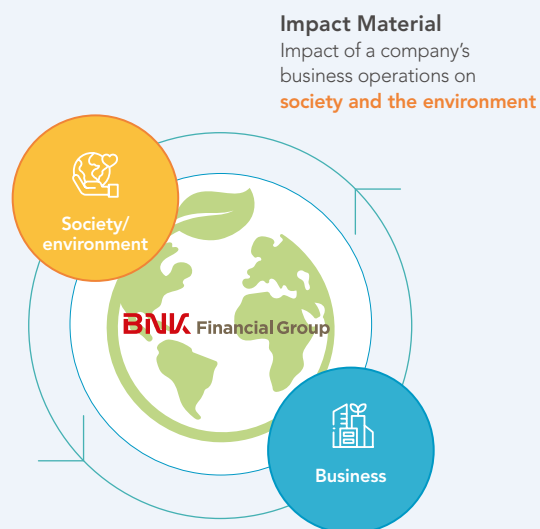 Impact Material
Impact of a company's
business operations on
society and the environment
Society/
environment
BNK Financial Group
Business